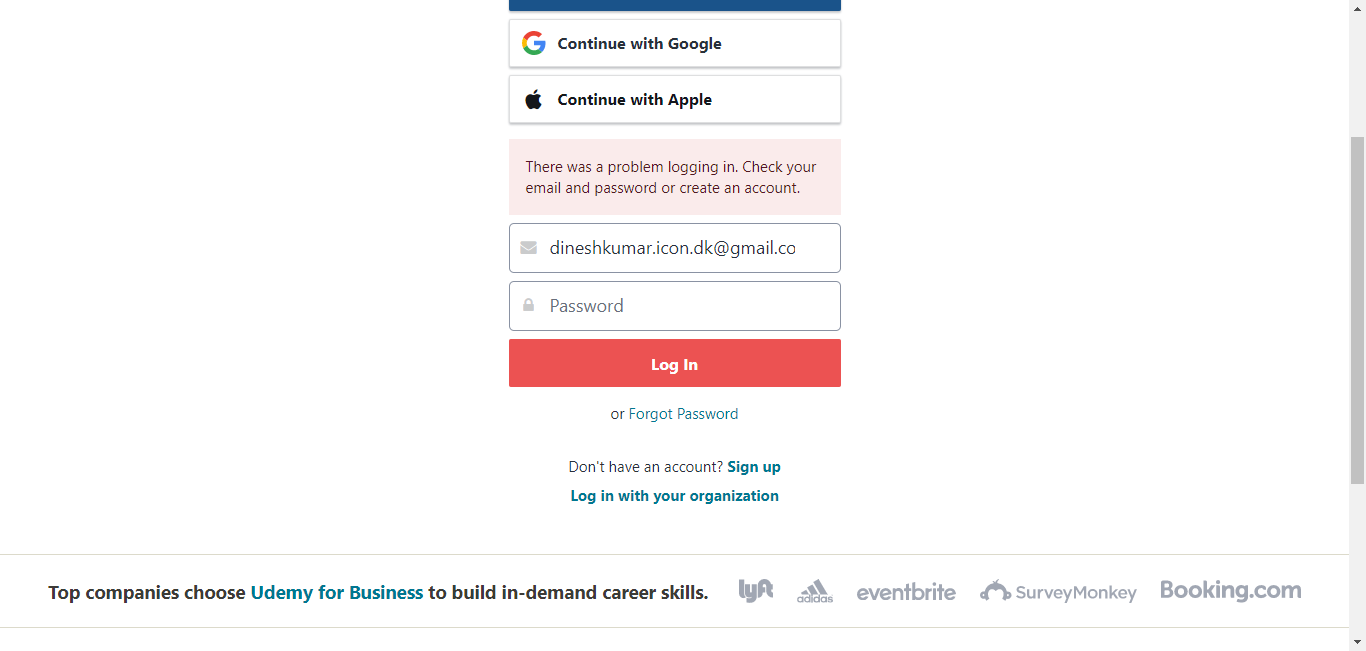 Continue with Google
Continue with Apple
There was a problem logging in. Check your
email and password or create an account.
dineshkumar.icon.dk@gmail.co
Password
Log In
or Forgot Password
Don't have an account? Sign up
Log in with your organization
Top companies choose Udemy for Business to build in-demand career skills. lyft adidas eventbrite SurveyMonkey Booking.com